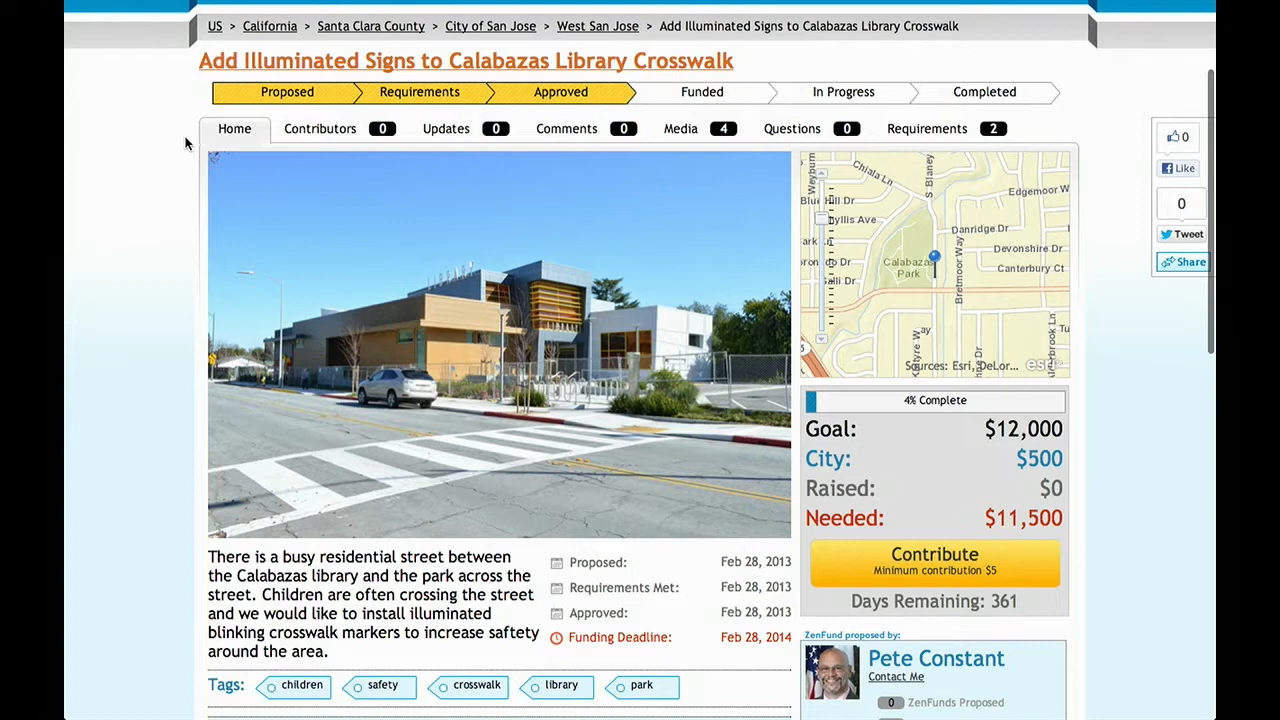 US > California > Santa Clara County > City of San Jose > West San Jose > Add Illuminated Signs to Calabazas Library Crosswalk
Add Illuminated Signs to Calabazas Library Crosswalk
Proposed Requirements Approved Funded In Progress Completed
Home Contributors 0 Updates 0 Comments 0 Media 4 Questions 0 Requirements 2
LIBRARY
Weyburn
Chiala Ln
S Blaney
Edgemoor W
Blue Hill Dr
Phyllis Ave
Danridge Dr
Devonshire Dr
Canterbury Ct
Calabazas
Park
Bretmoor Way
Sources: Esri, DeLor...
esri
0
Like
0
Tweet
Share
4% Complete
Goal: $12,000
City: $500
Raised: $0
Needed: $11,500
Contribute
Minimum contribution $5
Days Remaining: 361
There is a busy residential street between
the Calabazas library and the park across the
street. Children are often crossing the street
and we would like to install illuminated
blinking crosswalk markers to increase safety
around the area.
Proposed: Feb 28, 2013
Requirements Met: Feb 28, 2013
Approved: Feb 28, 2013
Funding Deadline: Feb 28, 2014
Tags: children safety crosswalk library park
ZenFund proposed by:
Pete Constant
Contact Me
0 ZenFunds Proposed